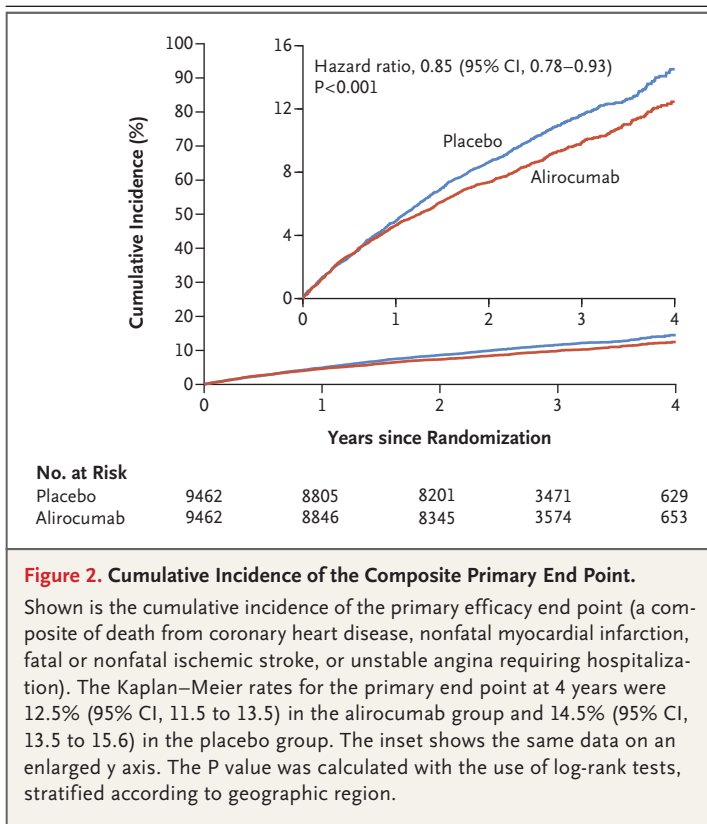 100
90
80
70
60
50
40
30
20
10
0
Cumulative Incidence (%)
16
12
8
4
0
Hazard ratio, 0.85 (95% CI, 0.78–0.93)
P<0.001
Placebo
Alirocumab
0 1 2 3 4
0 1 2 3 4
Years since Randomization
No. at Risk
Placebo 9462 8805 8201 3471 629
Alirocumab 9462 8846 8345 3574 653
Figure 2. Cumulative Incidence of the Composite Primary End Point.
Shown is the cumulative incidence of the primary efficacy end point (a com-
posite of death from coronary heart disease, nonfatal myocardial infarction,
fatal or nonfatal ischemic stroke, or unstable angina requiring hospitaliza-
tion). The Kaplan–Meier rates for the primary end point at 4 years were
12.5% (95% CI, 11.5 to 13.5) in the alirocumab group and 14.5% (95% CI,
13.5 to 15.6) in the placebo group. The inset shows the same data on an
enlarged y axis. The P value was calculated with the use of log-rank tests,
stratified according to geographic region.